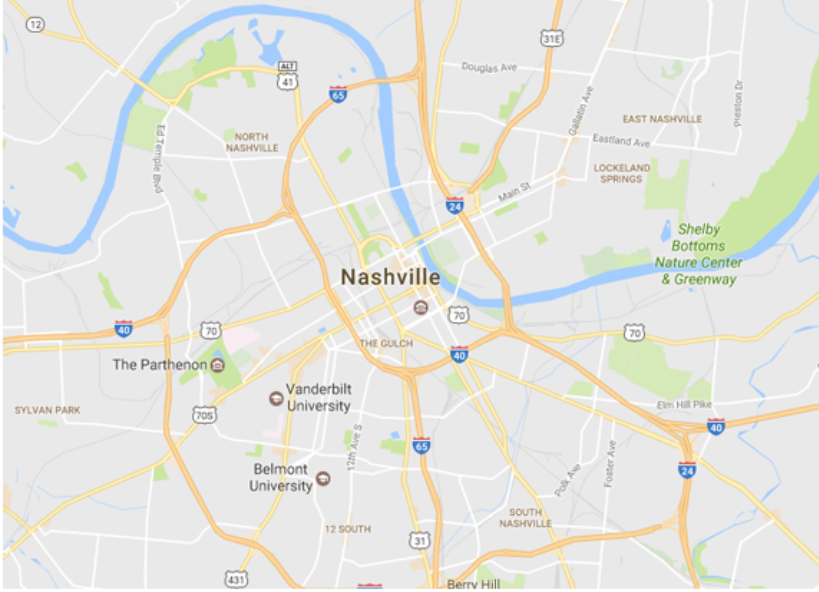 12
31E
ALT
41
Douglas Ave
65
Gallatin Ave
Preston Dr
EAST NASHVILLE
Ed Temple Blvd
NORTH
NASHVILLE
Eastland Ave
LOCKELAND
SPRINGS
Main St
24
Shelby
Bottoms
Nature Center
& Greenway
Nashville
70
40
70
70
THE GULCH
40
The Parthenon
Vanderbilt
University
SYLVAN PARK
70S
Elm Hill Pike
40
12th Ave S
65
24
Belmont
University
Polk Ave
Foster Ave
SOUTH
NASHVILLE
12 SOUTH
31
431
Berry Hill